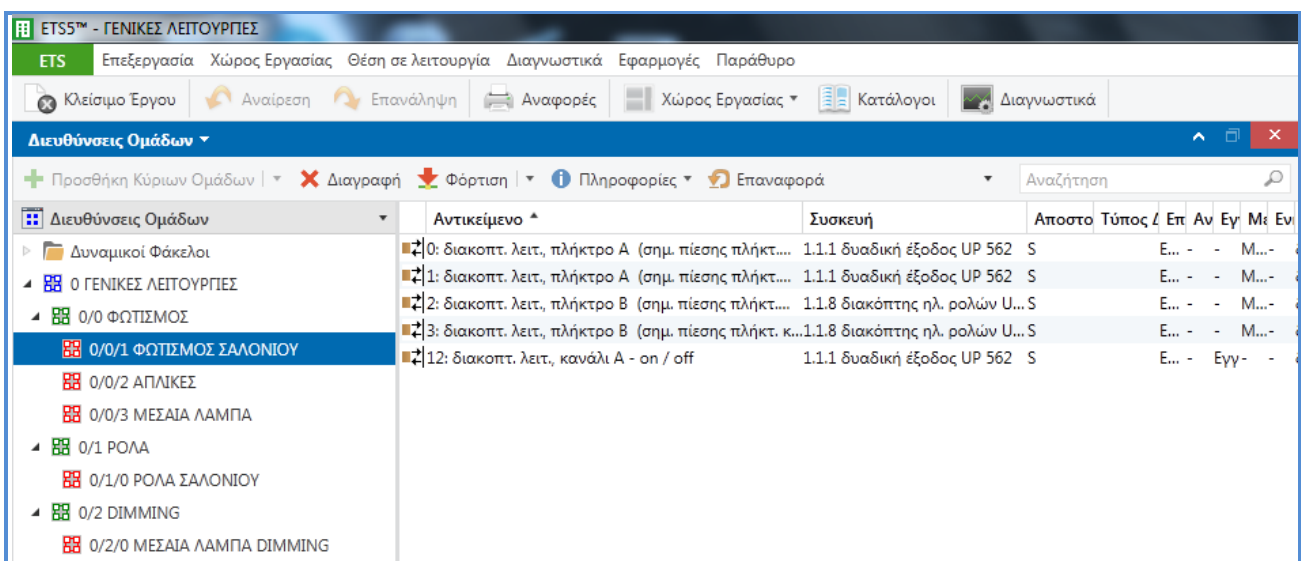 ETS5™ - ΓΕΝΙΚΕΣ ΛΕΙΤΟΥΡΓΙΕΣ
ETS Επεξεργασία Χώρος Εργασίας Θέση σε λειτουργία Διαγνωστικά Εφαρμογές Παράθυρο
Κλείσιμο Έργου Αναίρεση Επανάληψη Αναφορές Χώρος Εργασίας Κατάλογοι Διαγνωστικά
Διευθύνσεις Ομάδων
Προσθήκη Κύριων Ομάδων Διαγραφή Φόρτιση Πληροφορίες Επαναφορά Αναζήτηση
Διευθύνσεις Ομάδων Αντικείμενο Συσκευή Αποστο Τύπος Δ Επ Αν Εγ Με Ενι
Δυναμικοί Φάκελοι 0: διακοπτ. λειτ., πλήκτρο A (σημ. πίεσης πλήκτ.... 1.1.1 δυαδική έξοδος UP 562 S E... - - M... -
0 ΓΕΝΙΚΕΣ ΛΕΙΤΟΥΡΓΙΕΣ 1: διακοπτ. λειτ., πλήκτρο A (σημ. πίεσης πλήκτ.... 1.1.1 δυαδική έξοδος UP 562 S E... - - M... -
0/0 ΦΩΤΙΣΜΟΣ 2: διακοπτ. λειτ., πλήκτρο B (σημ. πίεσης πλήκτ.... 1.1.8 διακόπτης ηλ. ρολών U... S E... - - M... -
0/0/1 ΦΩΤΙΣΜΟΣ ΣΑΛΟΝΙΟΥ 3: διακοπτ. λειτ., πλήκτρο B (σημ. πίεσης πλήκτ. κ... 1.1.8 διακόπτης ηλ. ρολών U... S E... - - M... -
0/0/2 ΑΠΛΙΚΕΣ 12: διακοπτ. λειτ., κανάλι A - on / off 1.1.1 δυαδική έξοδος UP 562 S E... - Εγγ - - -
0/0/3 ΜΕΣΑΙΑ ΛΑΜΠΑ
0/1 ΡΟΛΑ
0/1/0 ΡΟΛΑ ΣΑΛΟΝΙΟΥ
0/2 DIMMING
0/2/0 ΜΕΣΑΙΑ ΛΑΜΠΑ DIMMING